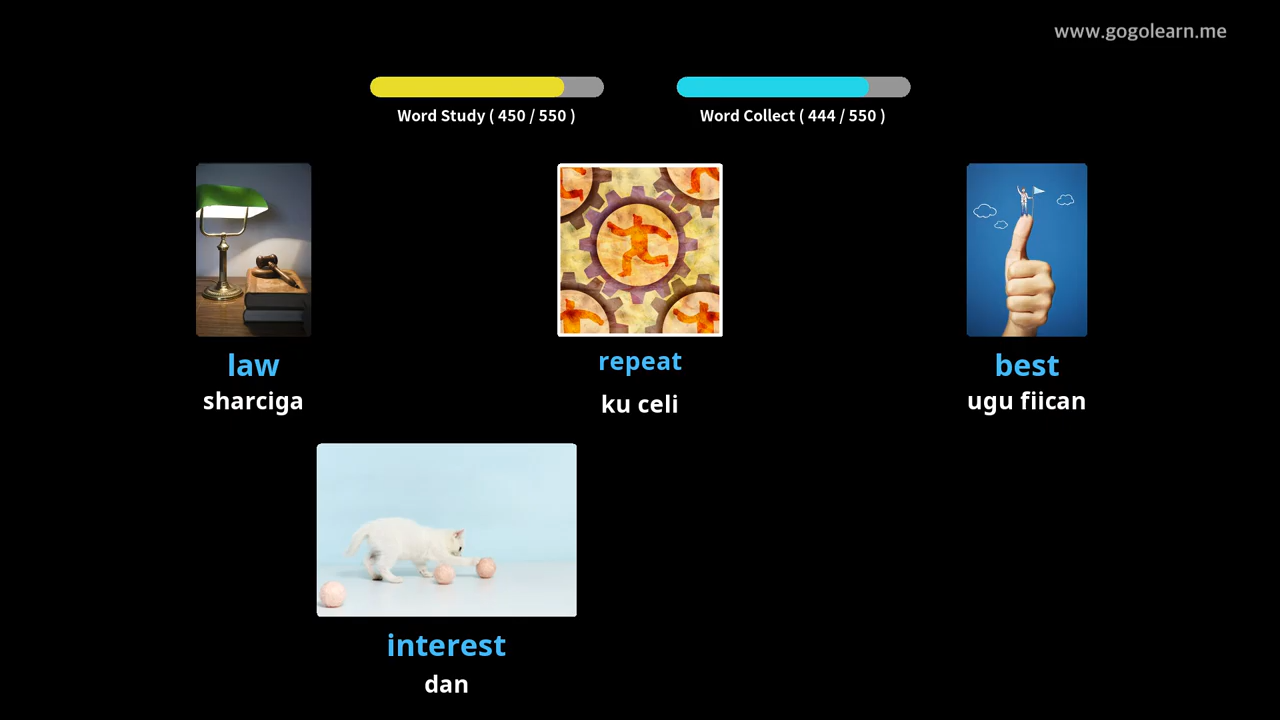 www.gogolearn.me
Word Study ( 450 / 550 )
Word Collect ( 444 / 550 )
law
sharciga
repeat
ku celi
best
ugu fiican
interest
dan